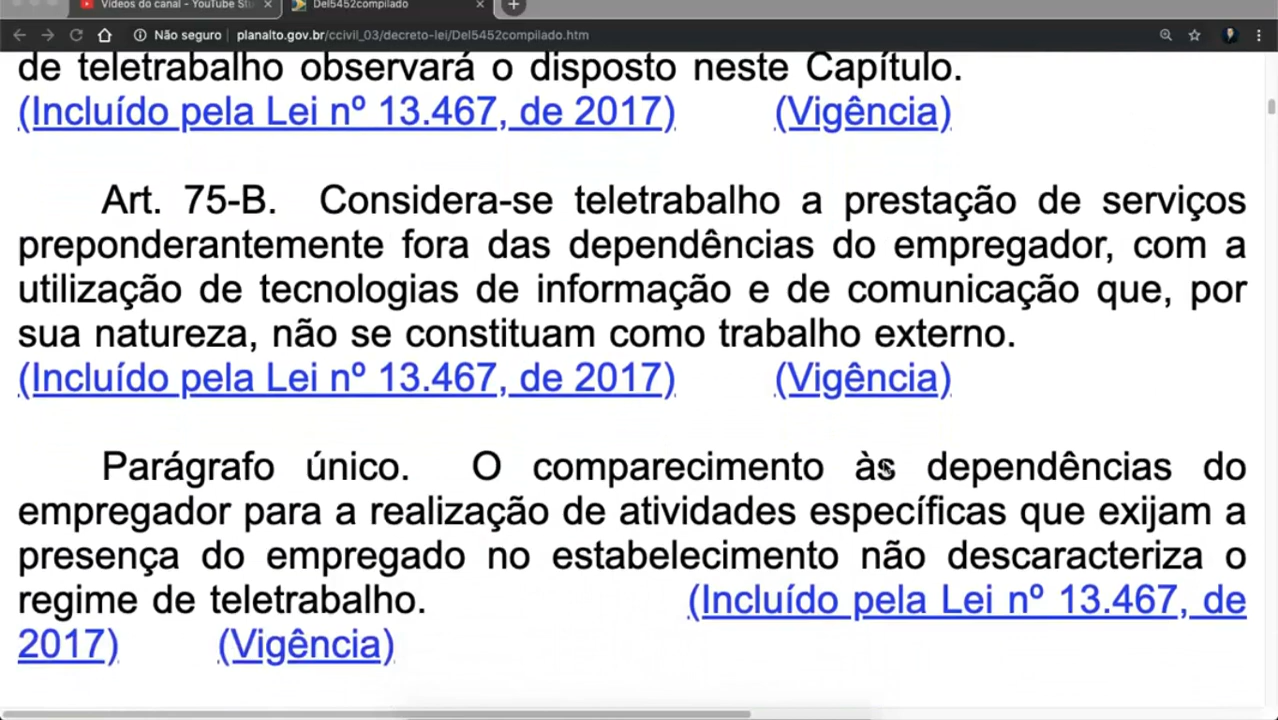 Vídeos do canal - YouTube Stu
Del5452compilado
Não seguro | planalto.gov.br/ccivil_03/decreto-lei/Del5452compilado.htm
de teletrabalho observará o disposto neste Capítulo.
(Incluído pela Lei nº 13.467, de 2017) (Vigência)
Art. 75-B. Considera-se teletrabalho a prestação de serviços
preponderantemente fora das dependências do empregador, com a
utilização de tecnologias de informação e de comunicação que, por
sua natureza, não se constituam como trabalho externo.
(Incluído pela Lei nº 13.467, de 2017) (Vigência)
Parágrafo único. O comparecimento às dependências do
empregador para a realização de atividades específicas que exijam a
presença do empregado no estabelecimento não descaracteriza o
regime de teletrabalho. (Incluído pela Lei nº 13.467, de
2017) (Vigência)